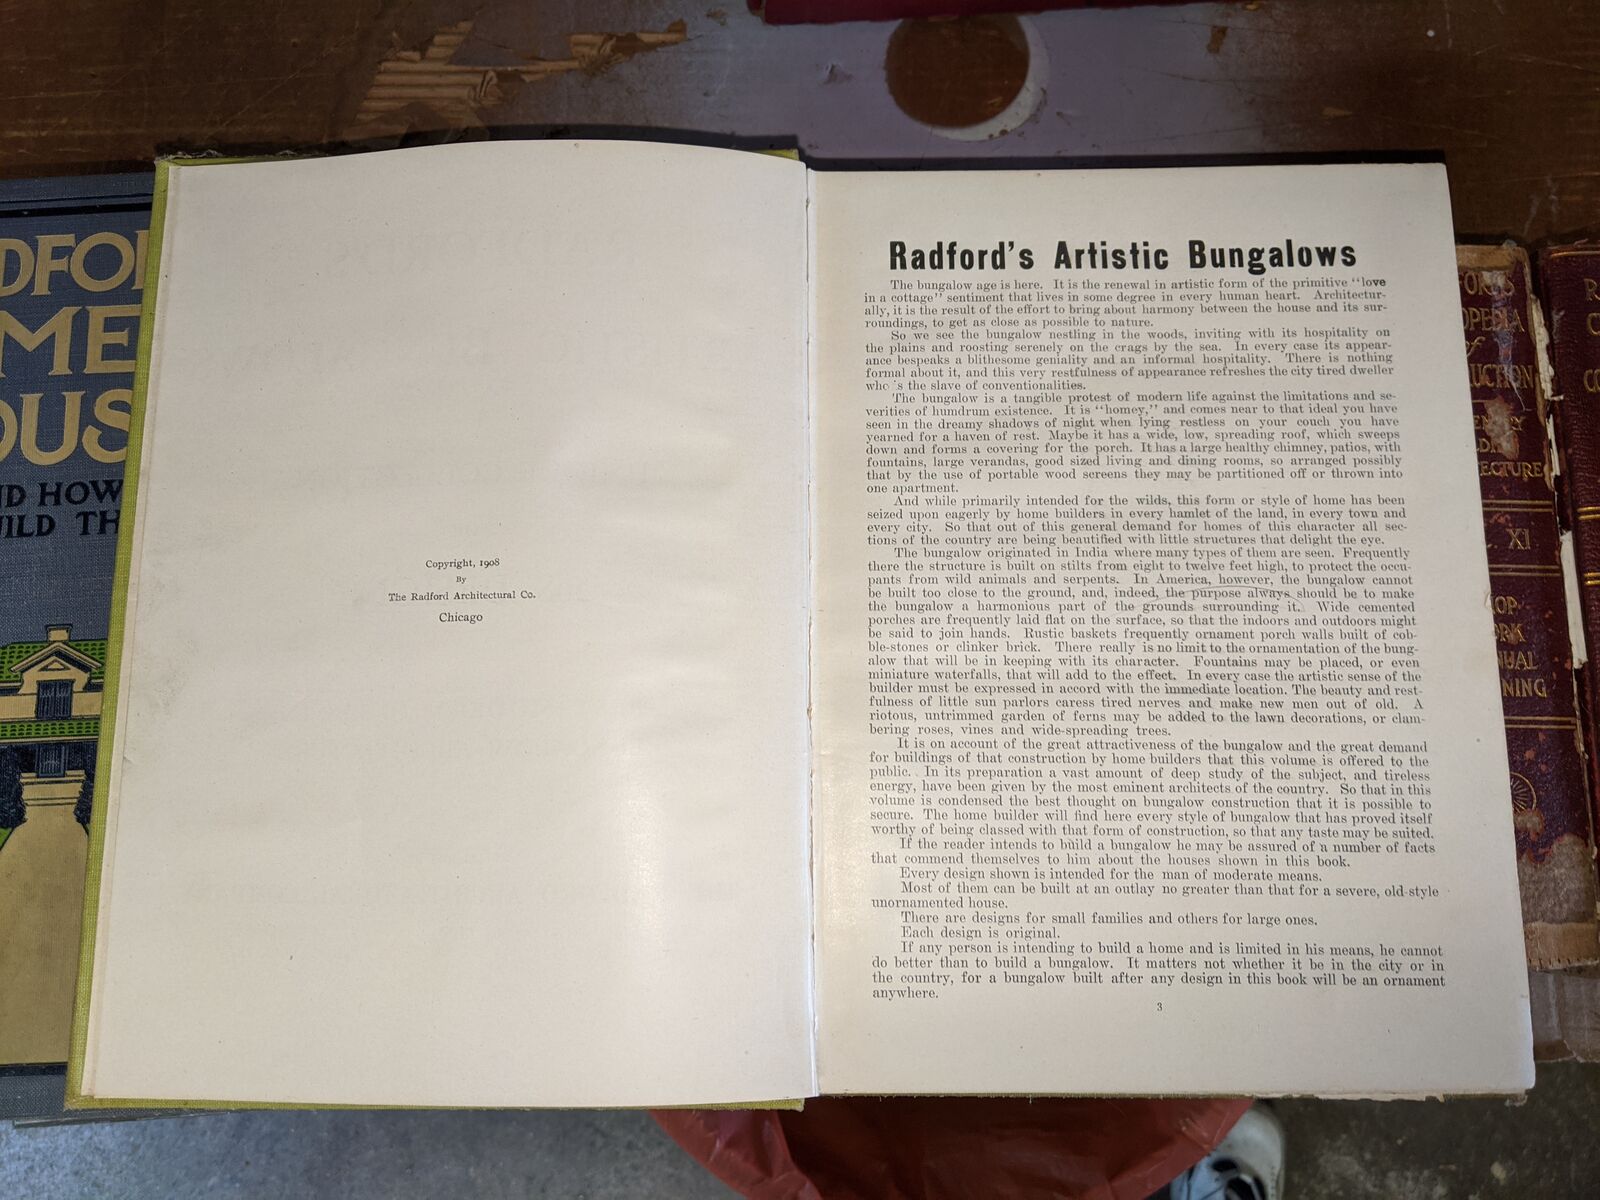 DFOR
ME
OUS
ND HOW
UILD TH
Copyright, 1908
By
The Radford Architectural Co.
Chicago
Radford's Artistic Bungalows
The bungalow age is here. It is the renewal in artistic form of the primitive "love
in a cottage" sentiment that lives in some degree in every human heart. Architectur-
ally, it is the result of the effort to bring about harmony between the house and its sur-
roundings, to get as close as possible to nature.
So we see the bungalow nestling in the woods, inviting with its hospitality on
the plains and roosting serenely on the crags by the sea. In every case its appear-
ance bespeaks a blithesome geniality and an informal hospitality. There is nothing
formal about it, and this very restfulness of appearance refreshes the city tired dweller
who 's the slave of conventionalities.
The bungalow is a tangible protest of modern life against the limitations and se-
verities of humdrum existence. It is "homey," and comes near to that ideal you have
seen in the dreamy shadows of night when lying restless on your couch you have
yearned for a haven of rest. Maybe it has a wide, low, spreading roof, which sweeps
down and forms a covering for the porch. It has a large healthy chimney, patios, with
fountains, large verandas, good sized living and dining rooms, so arranged possibly
that by the use of portable wood screens they may be partitioned off or thrown into
one apartment.
And while primarily intended for the wilds, this form or style of home has been
seized upon eagerly by home builders in every hamlet of the land, in every town and
every city. So that out of this general demand for homes of this character all sec-
tions of the country are being beautified with little structures that delight the eye.
The bungalow originated in India where many types of them are seen. Frequently
there the structure is built on stilts from eight to twelve feet high, to protect the occu-
pants from wild animals and serpents. In America, however, the bungalow cannot
be built too close to the ground, and, indeed, the purpose always should be to make
the bungalow a harmonious part of the grounds surrounding it. Wide cemented
porches are frequently laid flat on the surface, so that the indoors and outdoors might
be said to join hands. Rustic baskets frequently ornament porch walls built of cob-
ble-stones or clinker brick. There really is no limit to the ornamentation of the bung-
alow that will be in keeping with its character. Fountains may be placed, or even
miniature waterfalls, that will add to the effect. In every case the artistic sense of the
builder must be expressed in accord with the immediate location. The beauty and rest-
fulness of little sun parlors caress tired nerves and make new men out of old. A
riotous, untrimmed garden of ferns may be added to the lawn decorations, or clam-
bering roses, vines and wide-spreading trees.
It is on account of the great attractiveness of the bungalow and the great demand
for buildings of that construction by home builders that this volume is offered to the
public. In its preparation a vast amount of deep study of the subject, and tireless
energy, have been given by the most eminent architects of the country. So that in this
volume is condensed the best thought on bungalow construction that it is possible to
secure. The home builder will find here every style of bungalow that has proved itself
worthy of being classed with that form of construction, so that any taste may be suited.
If the reader intends to build a bungalow he may be assured of a number of facts
that commend themselves to him about the houses shown in this book.
Every design shown is intended for the man of moderate means.
Most of them can be built at an outlay no greater than that for a severe, old-style
unornamented house.
There are designs for small families and others for large ones.
Each design is original.
If any person is intending to build a home and is limited in his means, he cannot
do better than to build a bungalow. It matters not whether it be in the city or in
the country, for a bungalow built after any design in this book will be an ornament
anywhere.
3
OPEDIA
of
UCTION
ECTURE
XI
OP
ORK
NUAL
NING